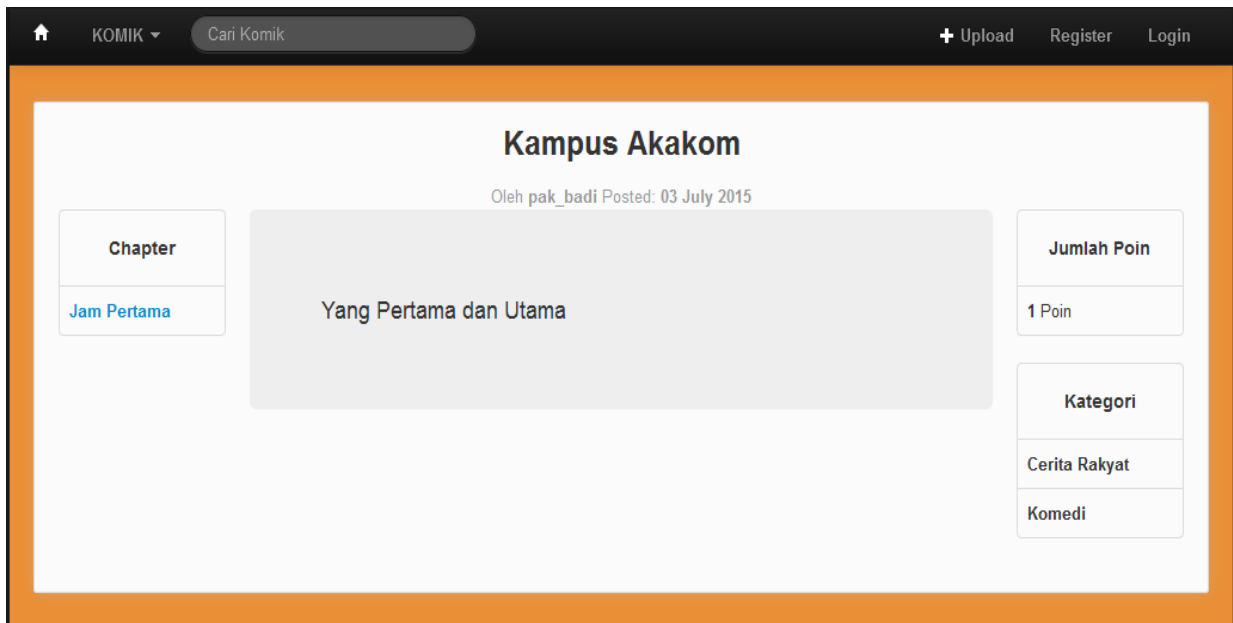 KOMIK
Cari Komik
Upload
Register
Login
Kampus Akakom
Oleh pak_badi Posted: 03 July 2015
Chapter
Jam Pertama
Yang Pertama dan Utama
Jumlah Poin
1 Poin
Kategori
Cerita Rakyat
Komedi